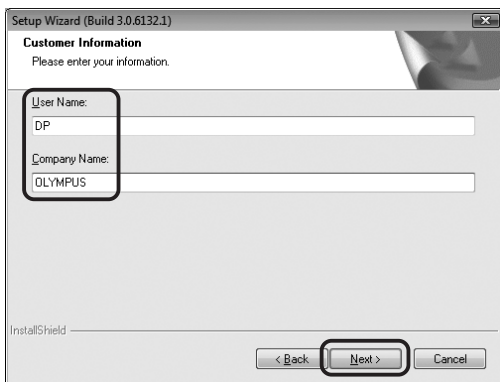 Setup Wizard (Build 3.0.6132.1)
Customer Information
Please enter your information.
User Name:
DP
Company Name:
OLYMPUS
InstallShield
< Back
Next >
Cancel